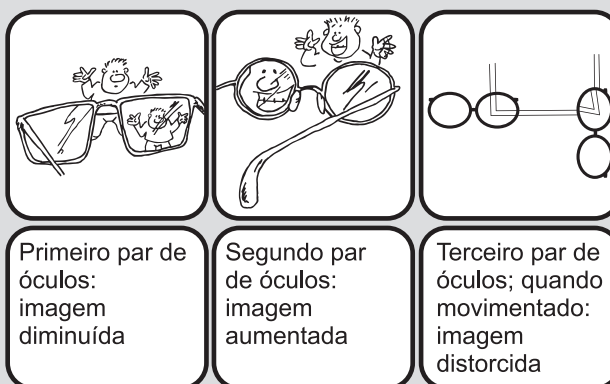 Primeiro par de
óculos:
imagem
diminuída
Segundo par
de óculos:
imagem
aumentada
Terceiro par de
óculos; quando
movimentado:
imagem
distorcida